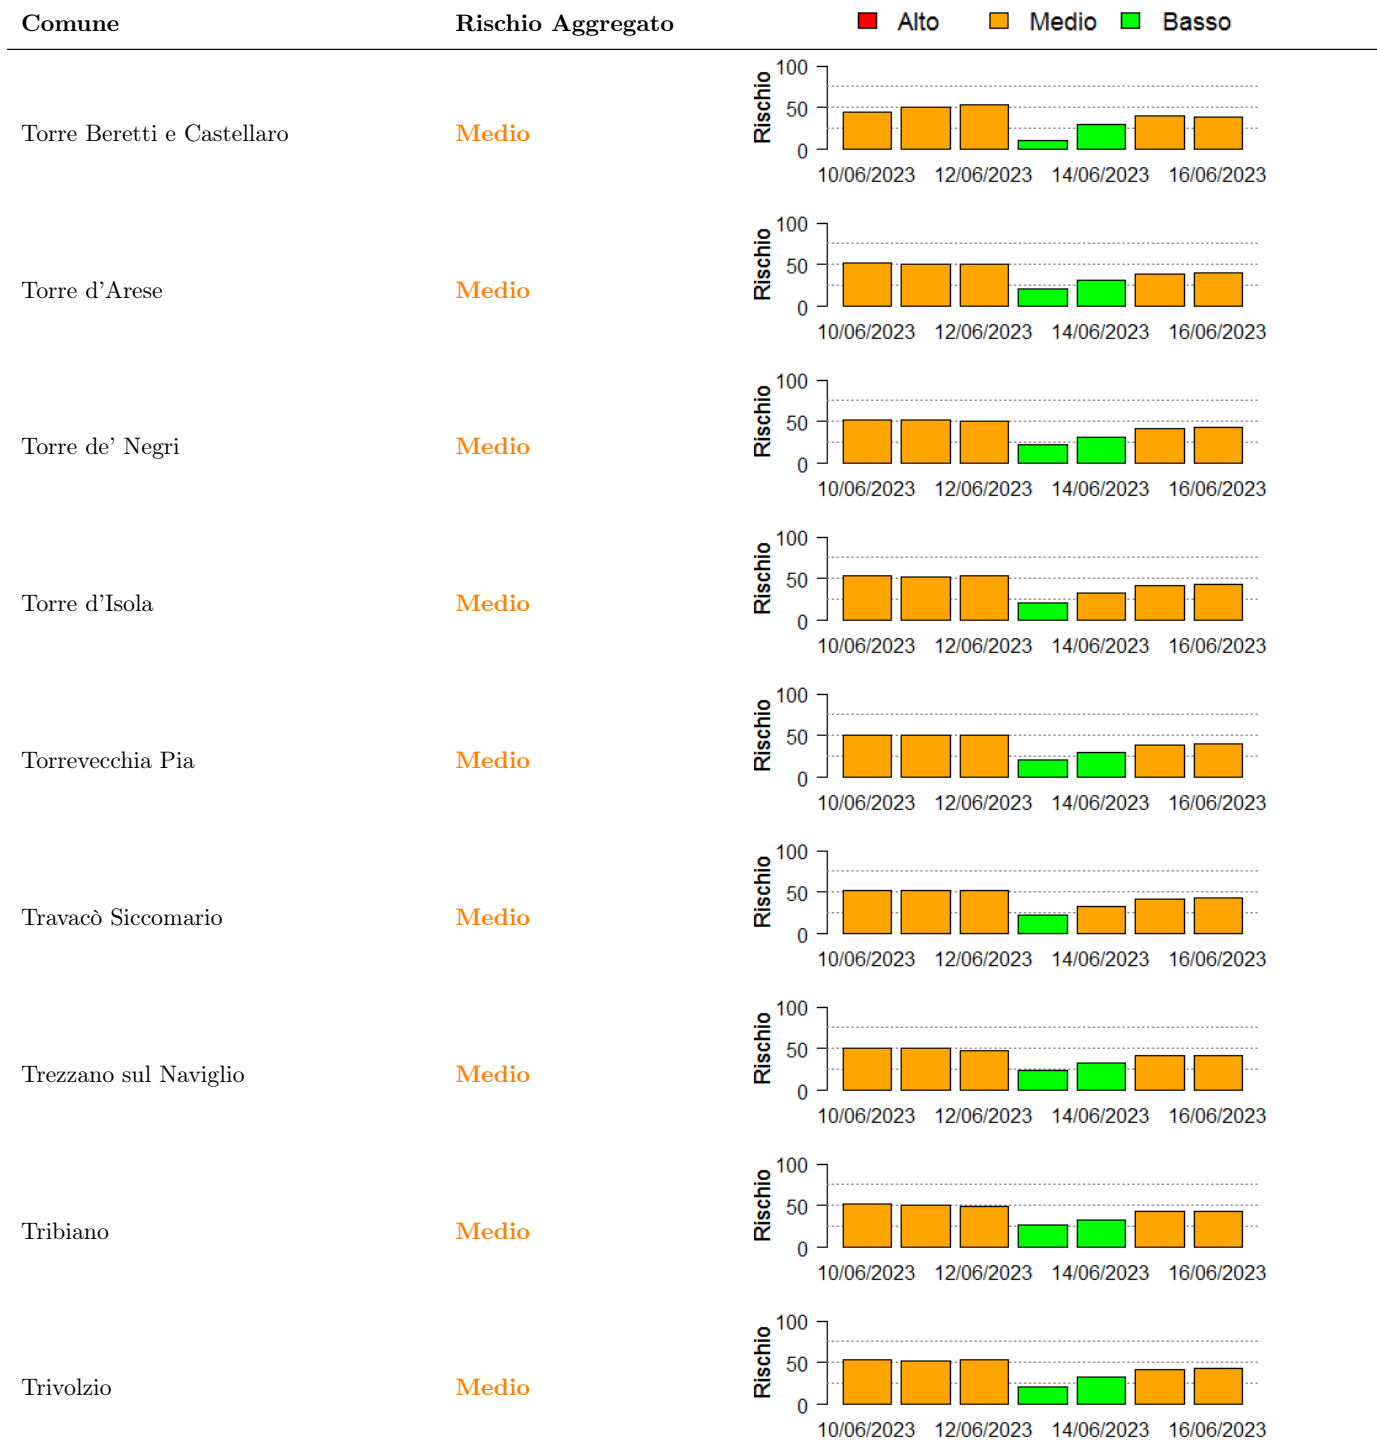 Comune Rischio Aggregato Alto Medio Basso
100
50
0
Rischio
Torre Beretti e Castellaro Medio
10/06/2023 12/06/2023 14/06/2023 16/06/2023
100
50
0
Rischio
Torre d'Arese Medio
10/06/2023 12/06/2023 14/06/2023 16/06/2023
100
50
0
Rischio
Torre de' Negri Medio
10/06/2023 12/06/2023 14/06/2023 16/06/2023
100
50
0
Rischio
Torre d'Isola Medio
10/06/2023 12/06/2023 14/06/2023 16/06/2023
100
50
0
Rischio
Torrevecchia Pia Medio
10/06/2023 12/06/2023 14/06/2023 16/06/2023
100
50
0
Rischio
Travacò Siccomario Medio
10/06/2023 12/06/2023 14/06/2023 16/06/2023
100
50
0
Rischio
Trezzano sul Naviglio Medio
10/06/2023 12/06/2023 14/06/2023 16/06/2023
100
50
0
Rischio
Tribiano Medio
10/06/2023 12/06/2023 14/06/2023 16/06/2023
100
50
0
Rischio
Trivolzio Medio
10/06/2023 12/06/2023 14/06/2023 16/06/2023